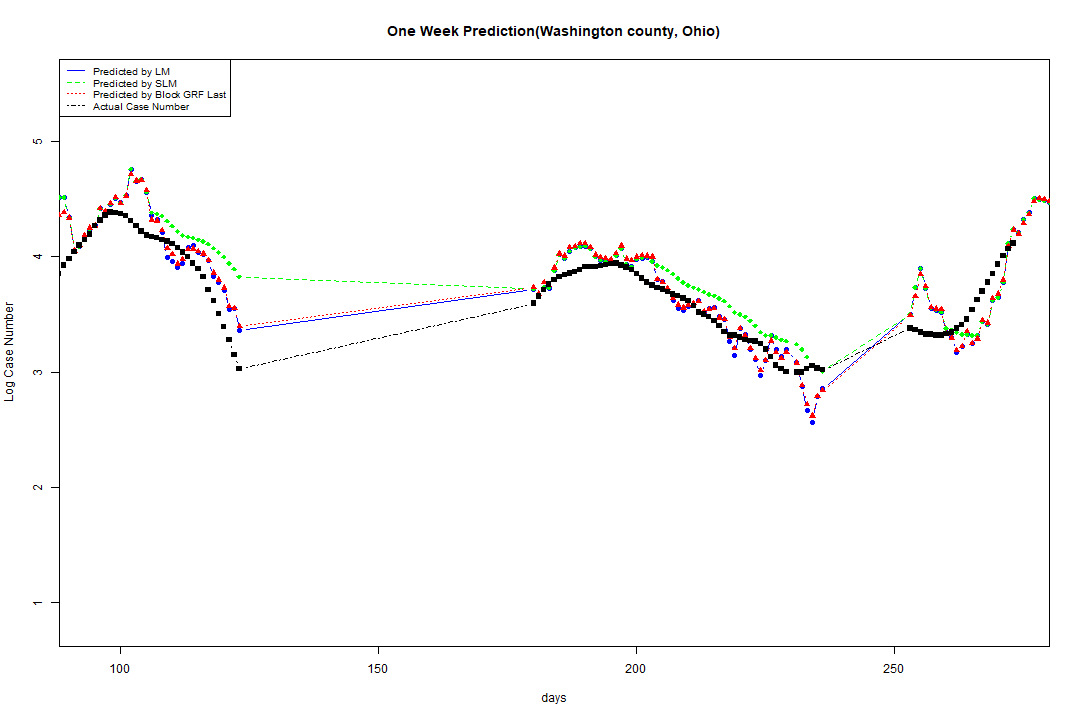 One Week Prediction(Washington county, Ohio)
Predicted by LM
Predicted by SLM
Predicted by Block GRF Last
Actual Case Number
5
4
3
2
1
Log Case Number
100 150 200 250
days